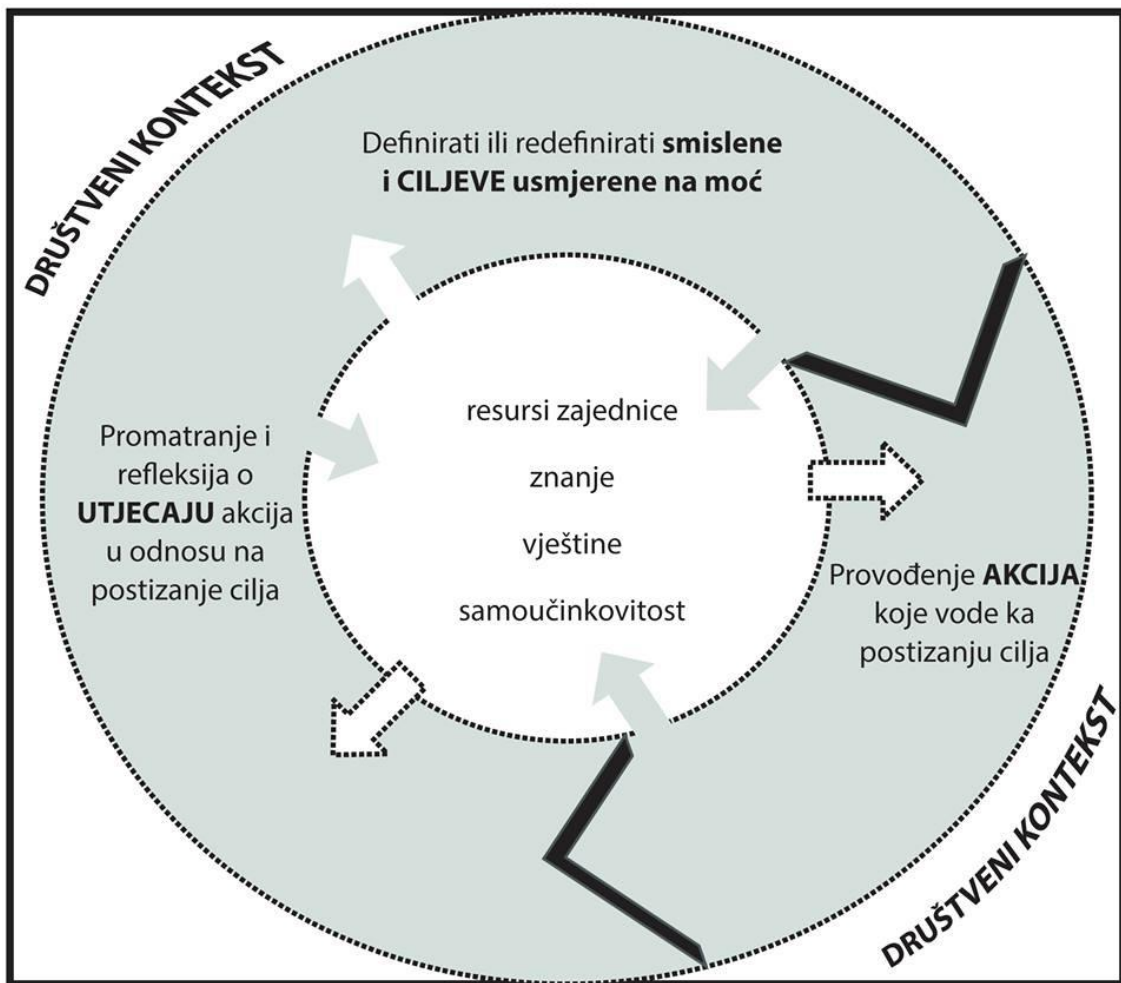 DRUŠTVENI KONTEKST
Definirati ili redefinirati smislene
i CILJEVE usmjerene na moć
resursi zajednice
znanje
vještine
samoučinkovitost
Promatranje i
refleksija o
UTJECAJU akcija
u odnosu na
postizanje cilja
Provođenje AKCIJA
koje vode ka
postizanju cilja
DRUŠTVENI KONTEKST